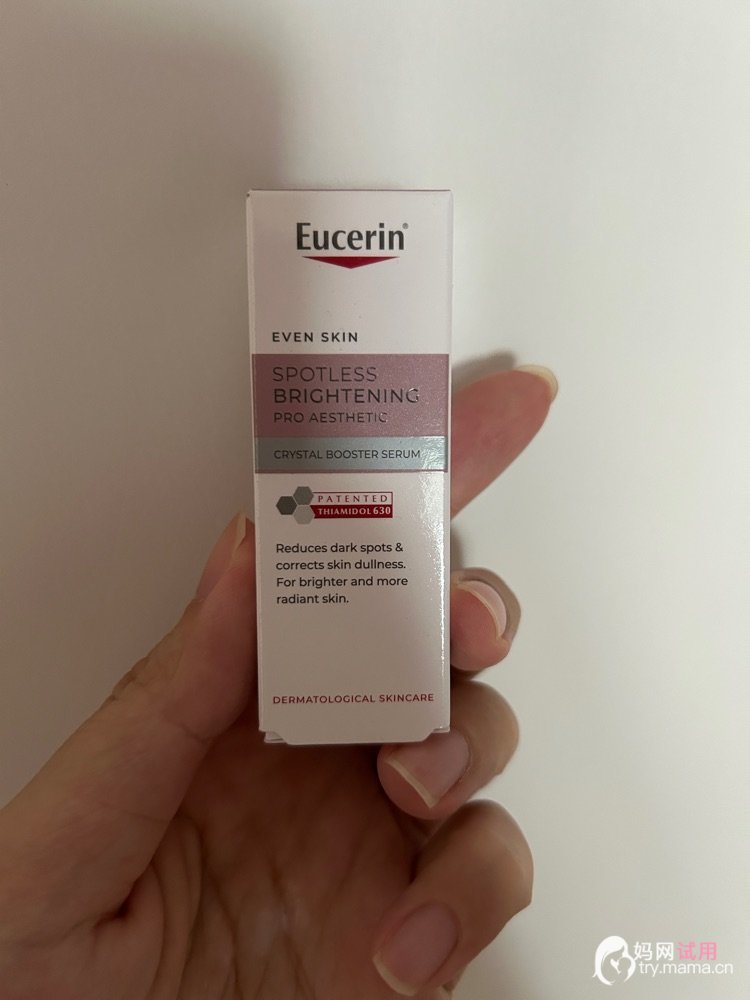 Eucerin®
EVEN SKIN
SPOTLESS
BRIGHTENING
PRO AESTHETIC
CRYSTAL BOOSTER SERUM
PATENTED
THIAMIDOL 630
Reduces dark spots &
corrects skin dullness.
For brighter and more
radiant skin.
DERMATOLOGICAL SKINCARE
妈网试用
try.mama.cn